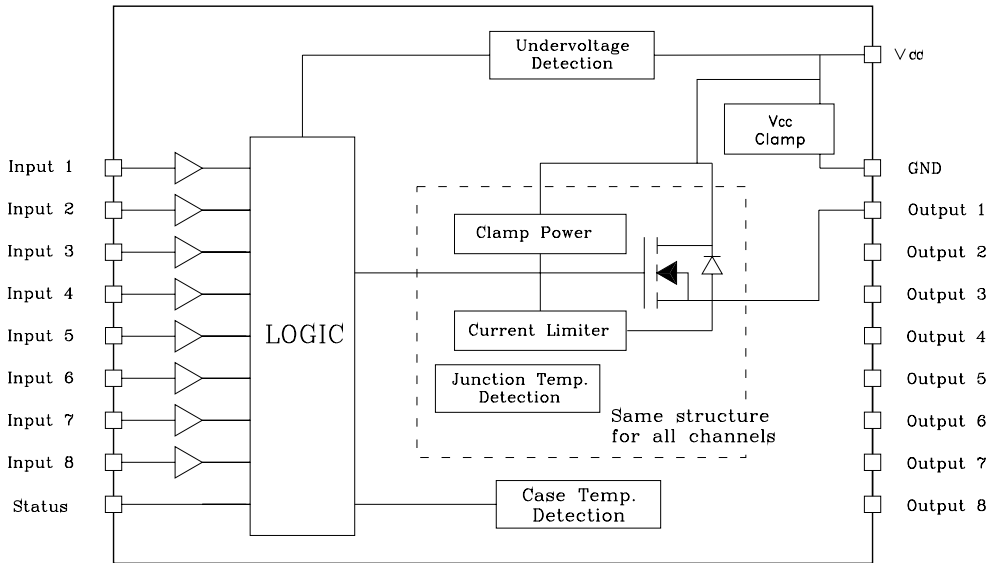 Undervoltage
Detection
Vcc
Vcc
Clamp
Input 1
Input 2
Input 3
Input 4
Input 5
Input 6
Input 7
Input 8
Status
LOGIC
Clamp Power
Current Limiter
Junction Temp.
Detection
Same structure
for all channels
Case Temp.
Detection
GND
Output 1
Output 2
Output 3
Output 4
Output 5
Output 6
Output 7
Output 8